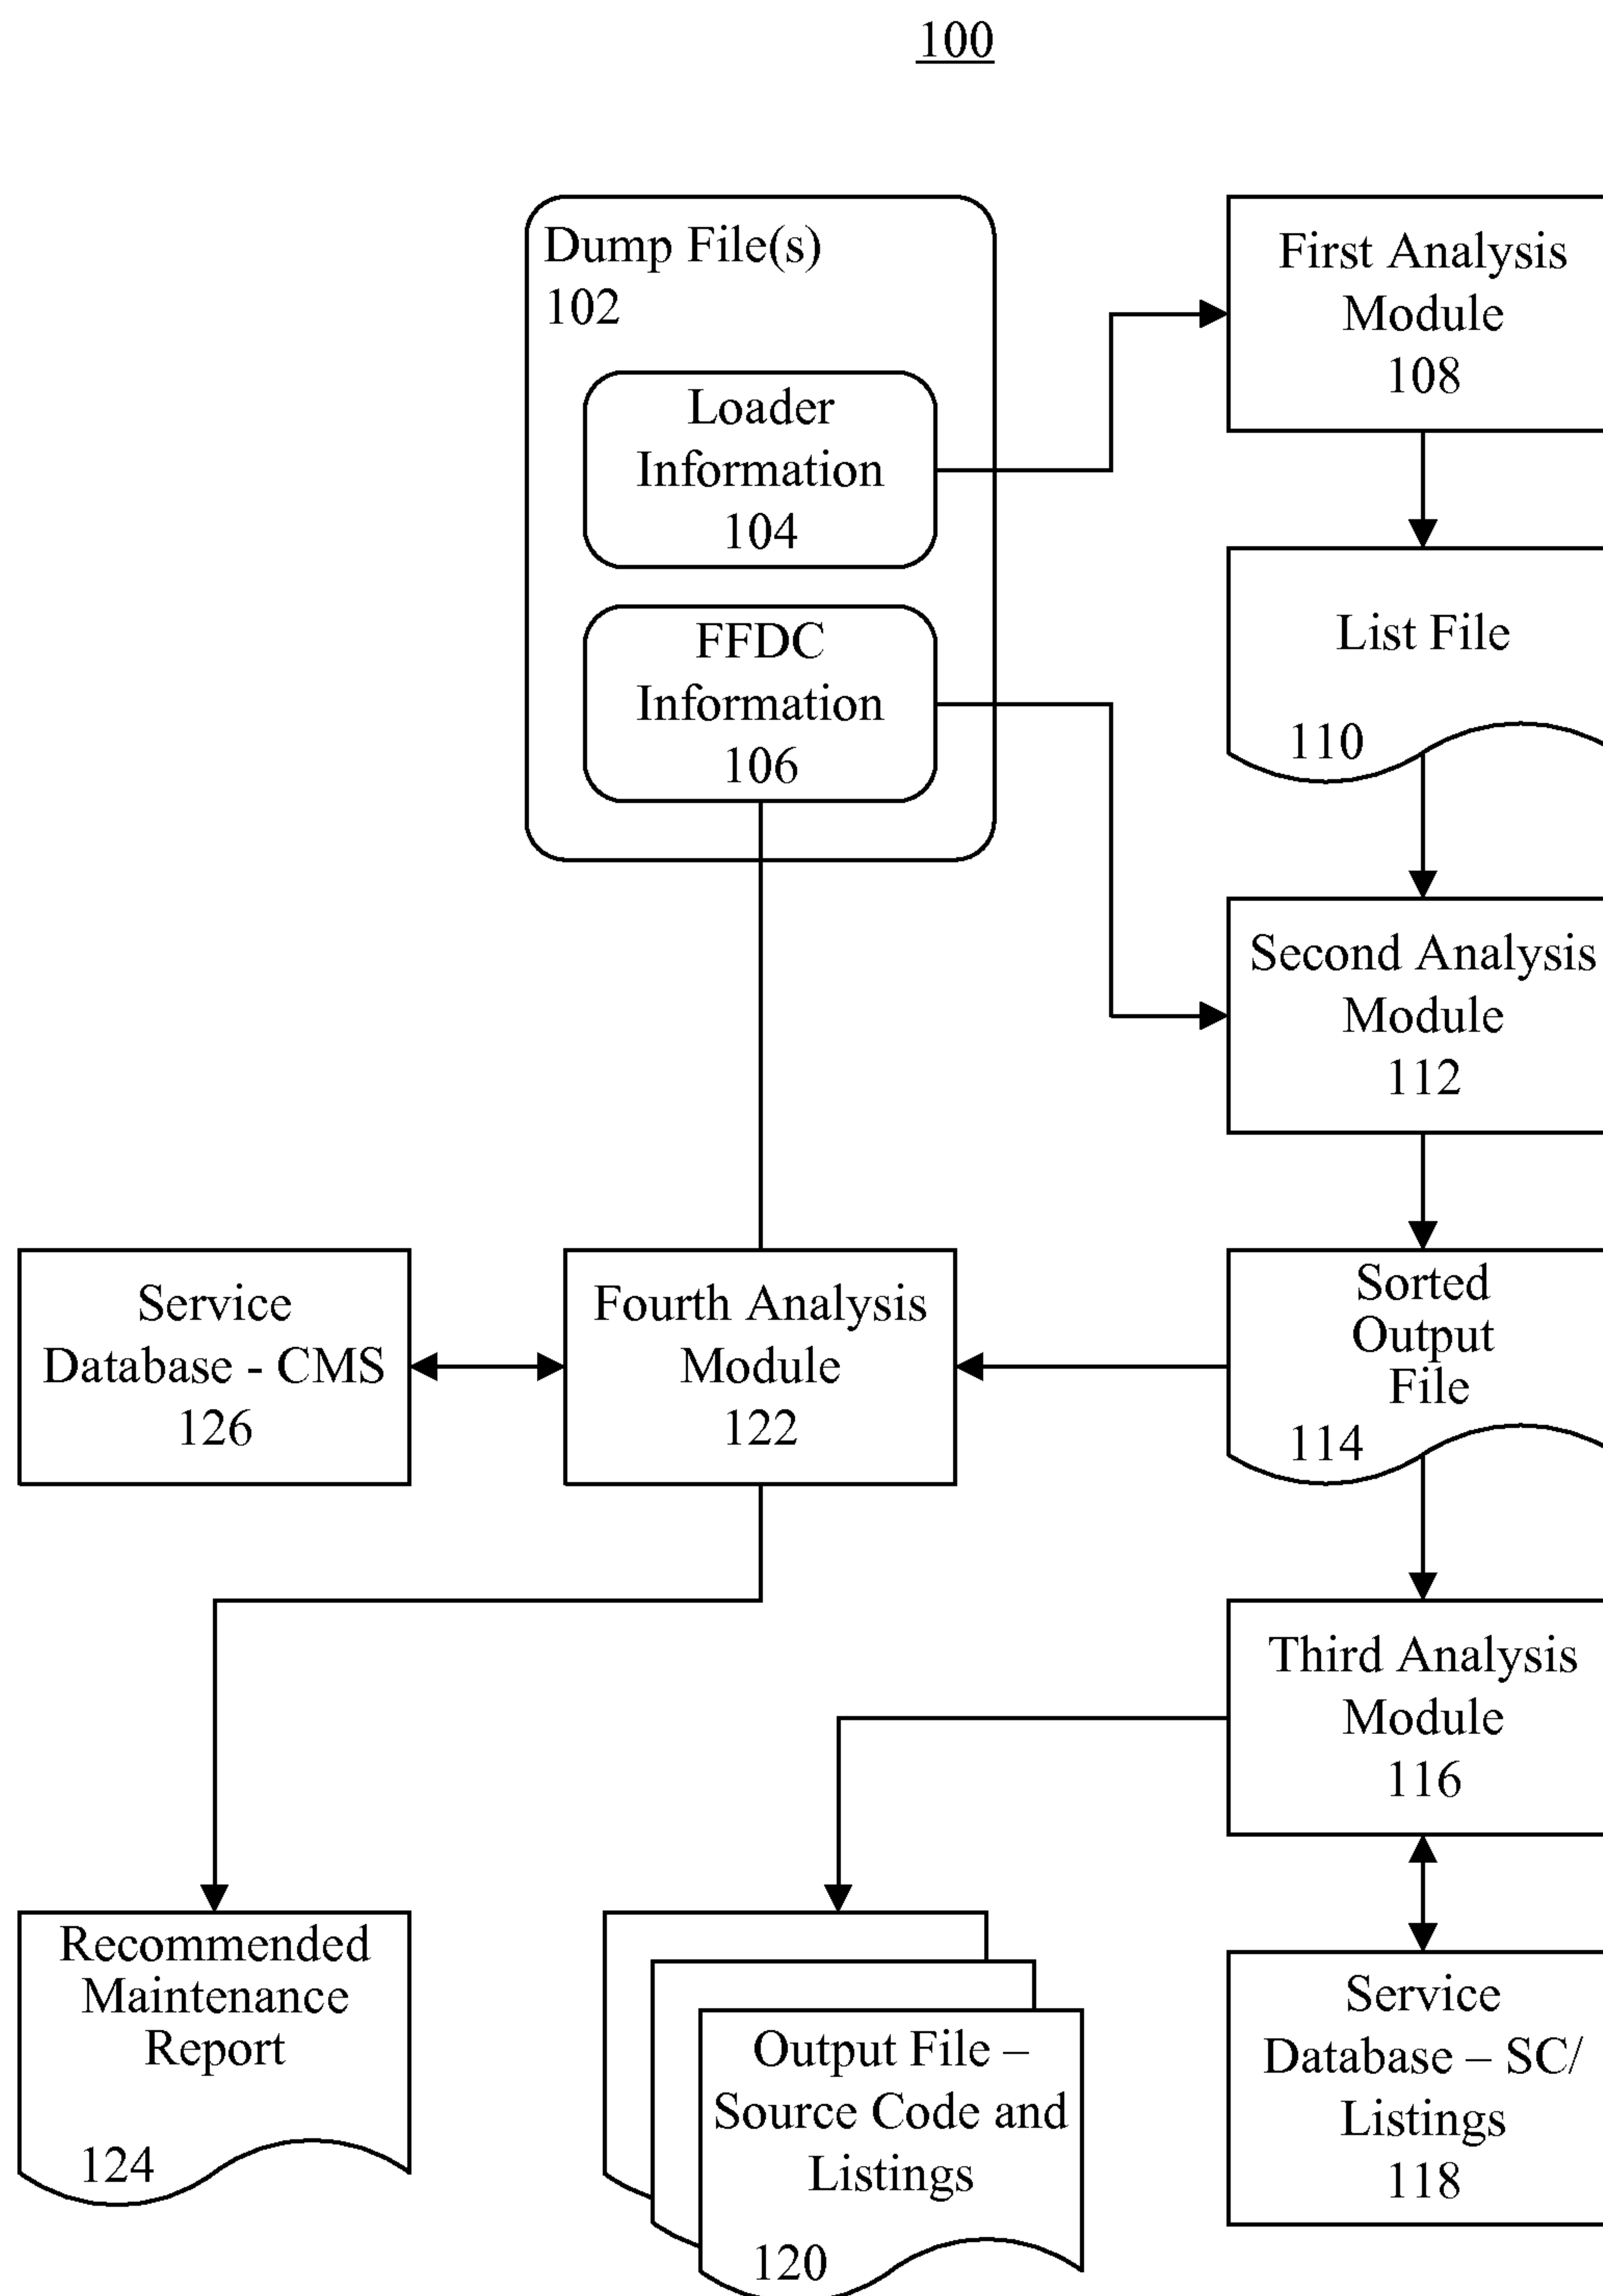 100
Dump File(s)
102
Loader
Information
104
FFDC
Information
106
First Analysis
Module
108
List File
110
Second Analysis
Module
112
Service
Database - CMS
126
Fourth Analysis
Module
122
Sorted
Output
File
114
Third Analysis
Module
116
Recommended
Maintenance
Report
124
Output File –
Source Code and
Listings
120
Service
Database – SC/
Listings
118